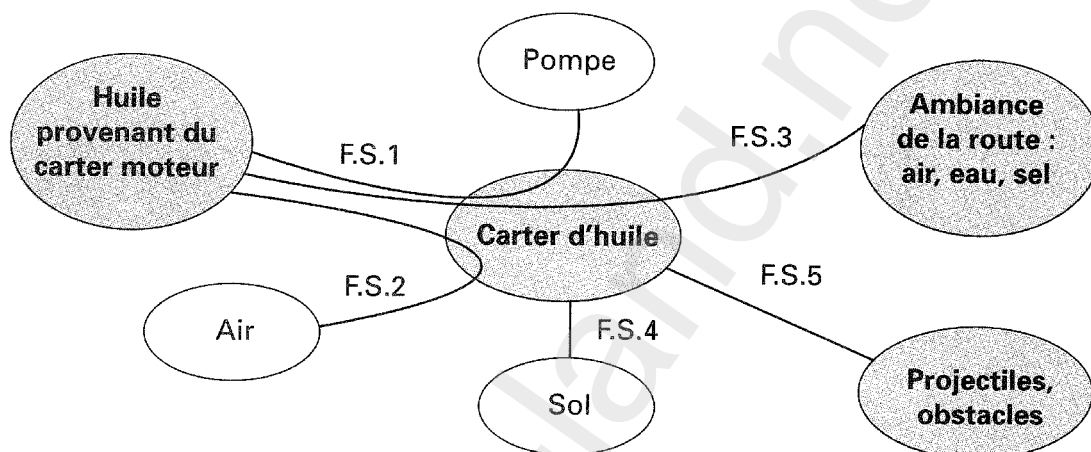 Pompe
Huile
provenant du
carter moteur
Ambiance
de la route :
air, eau, sel
F.S.1
F.S.3
Carter d'huile
F.S.2
F.S.5
Air
F.S.4
Sol
Projectiles,
obstacles